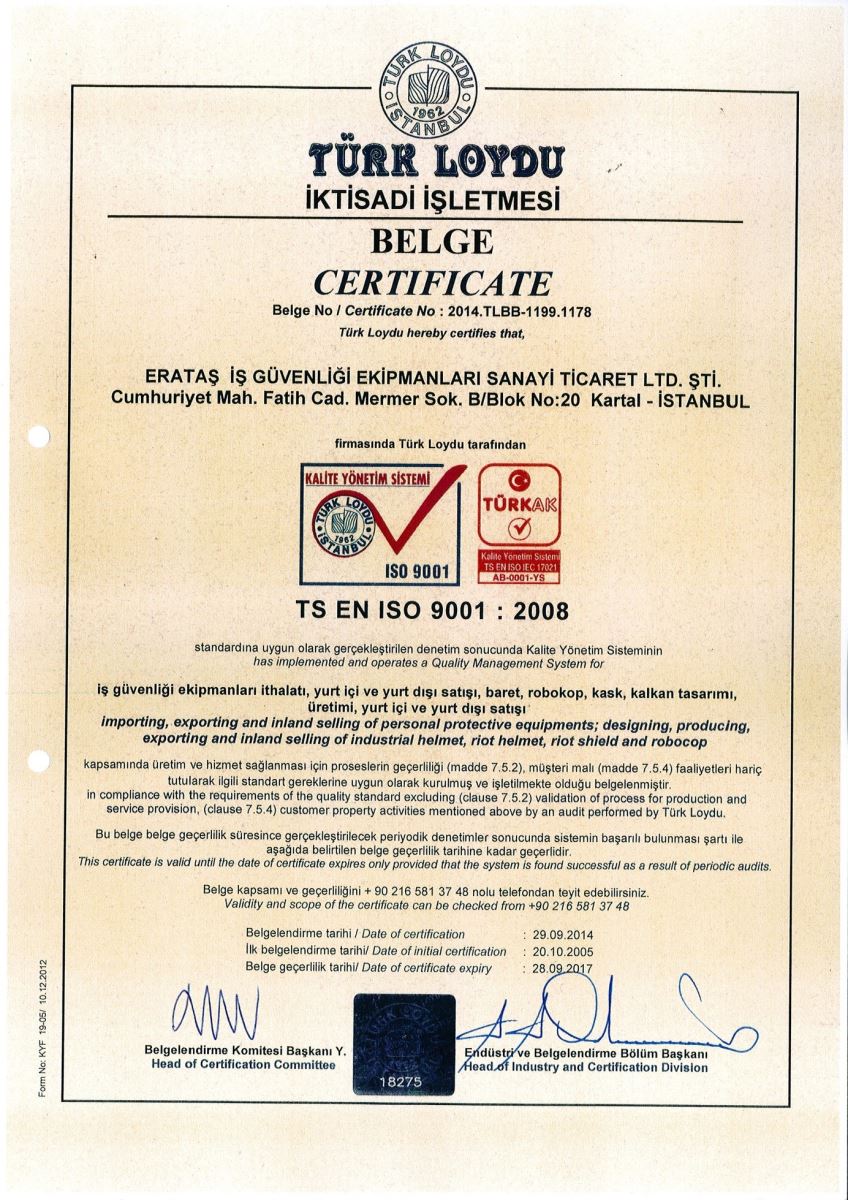 TÜRK LOYDU
1962
İSTANBUL
TÜRK LOYDU
İKTİSADİ İŞLETMESİ
BELGE
CERTIFICATE
Belge No / Certificate No : 2014.TLBB-1199.1178
Türk Loydu hereby certifies that,
ERATAŞ İŞ GÜVENLİĞİ EKİPMANLARI SANAYİ TİCARET LTD. ŞTİ.
Cumhuriyet Mah. Fatih Cad. Mermer Sok. B/Blok No:20 Kartal - İSTANBUL
firmasında Türk Loydu tarafından
KALİTE YÖNETİM SİSTEMİ
TÜRK LOYDU
1962
İSTANBUL
ISO 9001
TÜRKAK
Kalite Yönetim Sistemi
TS EN ISO IEC 17021
AB-0001-YS
TS EN ISO 9001 : 2008
standardına uygun olarak gerçekleştirilen denetim sonucunda Kalite Yönetim Sisteminin
has implemented and operates a Quality Management System for
iş güvenliği ekipmanları ithalatı, yurt içi ve yurt dışı satışı, baret, robokop, kask, kalkan tasarımı,
üretimi, yurt içi ve yurt dışı satışı
importing, exporting and inland selling of personal protective equipments; designing, producing,
exporting and inland selling of industrial helmet, riot helmet, riot shield and robocop
kapsamında üretim ve hizmet sağlanması için proseslerin geçerliliği (madde 7.5.2), müşteri malı (madde 7.5.4) faaliyetleri hariç
tutularak ilgili standart gereklerine uygun olarak kurulmuş ve işletilmekte olduğu belgelenmiştir.
in compliance with the requirements of the quality standard excluding (clause 7.5.2) validation of process for production and
service provision, (clause 7.5.4) customer property activities mentioned above by an audit performed by Türk Loydu.
Bu belge belge geçerlilik süresince gerçekleştirilecek periyodik denetimler sonucunda sistemin başarılı bulunması şartı ile
aşağıda belirtilen belge geçerlilik tarihine kadar geçerlidir.
This certificate is valid until the date of certificate expires only provided that the system is found successful as a result of periodic audits.
Belge kapsamı ve geçerliliğini + 90 216 581 37 48 nolu telefondan teyit edebilirsiniz.
Validity and scope of the certificate can be checked from +90 216 581 37 48
Belgelendirme tarihi / Date of certification : 29.09.2014
İlk belgelendirme tarihi/ Date of initial certification : 20.10.2005
Belge geçerlilik tarihi/ Date of certificate expiry : 28.09.2017
Belgelendirme Komitesi Başkanı Y.
Head of Certification Committee
TÜRK LOYDU
18275
Endüstri ve Belgelendirme Bölüm Başkanı
Head of Industry and Certification Division
Form No: KYF 19-05/ 10.12.2012